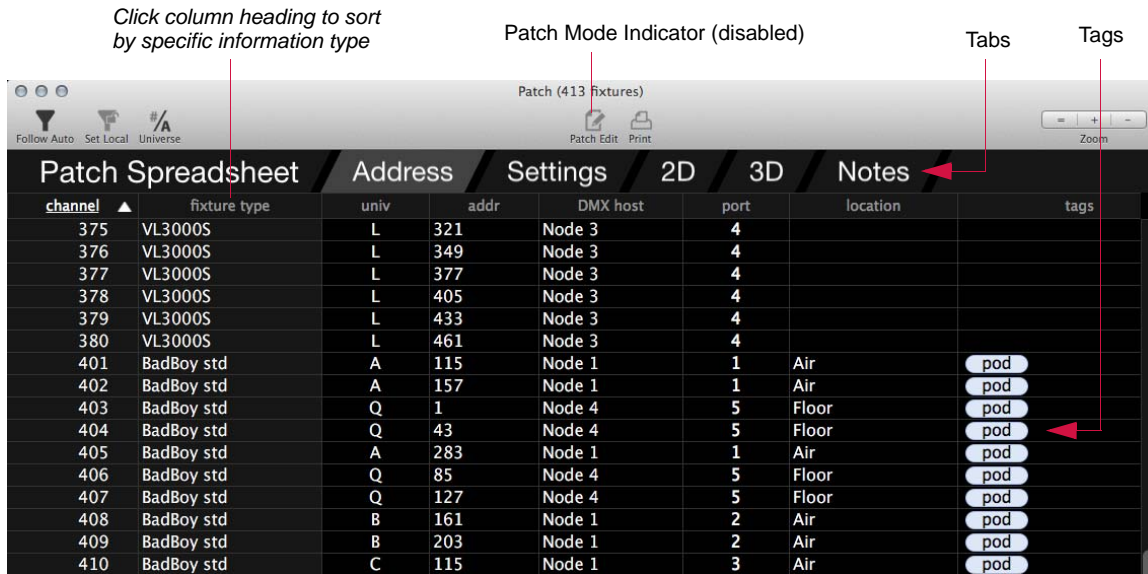 Click column heading to sort
by specific information type
Patch Mode Indicator (disabled)
Tabs
Tags
Patch (413 fixtures)
Follow Auto Set Local #/A Universe Patch Edit Print = + - Zoom
Patch Spreadsheet Address Settings 2D 3D Notes
channel fixture type univ addr DMX host port location tags
375 VL3000S L 321 Node 3 4
376 VL3000S L 349 Node 3 4
377 VL3000S L 377 Node 3 4
378 VL3000S L 405 Node 3 4
379 VL3000S L 433 Node 3 4
380 VL3000S L 461 Node 3 4
401 BadBoy std A 115 Node 1 1 Air pod
402 BadBoy std A 157 Node 1 1 Air pod
403 BadBoy std Q 1 Node 4 5 Floor pod
404 BadBoy std Q 43 Node 4 5 Floor pod
405 BadBoy std A 283 Node 1 1 Air pod
406 BadBoy std Q 85 Node 4 5 Floor pod
407 BadBoy std Q 127 Node 4 5 Floor pod
408 BadBoy std B 161 Node 1 2 Air pod
409 BadBoy std B 203 Node 1 2 Air pod
410 BadBoy std C 115 Node 1 3 Air pod